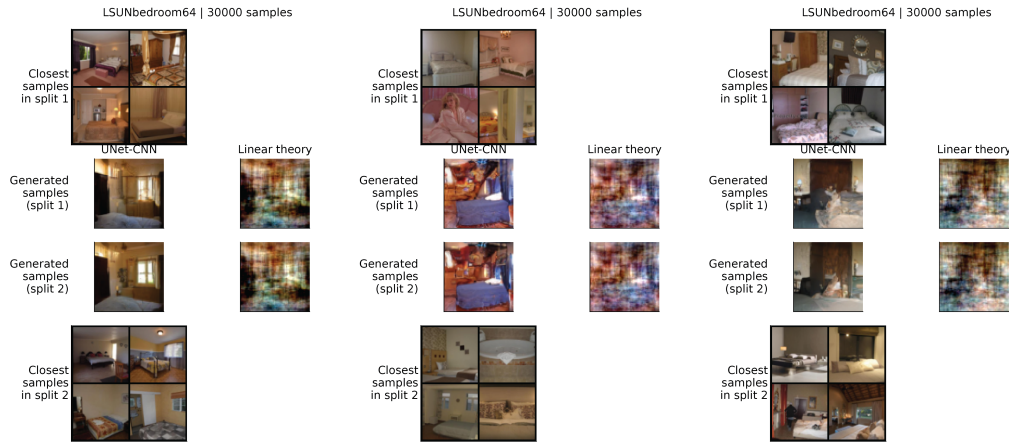 LSUNbedroom64 | 30000 samples
Closest
samples
in split 1
UNet-CNN
Linear theory
Generated
samples
(split 1)
Generated
samples
(split 2)
Closest
samples
in split 2
LSUNbedroom64 | 30000 samples
Closest
samples
in split 1
UNet-CNN
Linear theory
Generated
samples
(split 1)
Generated
samples
(split 2)
Closest
samples
in split 2
LSUNbedroom64 | 30000 samples
Closest
samples
in split 1
UNet-CNN
Linear theory
Generated
samples
(split 1)
Generated
samples
(split 2)
Closest
samples
in split 2